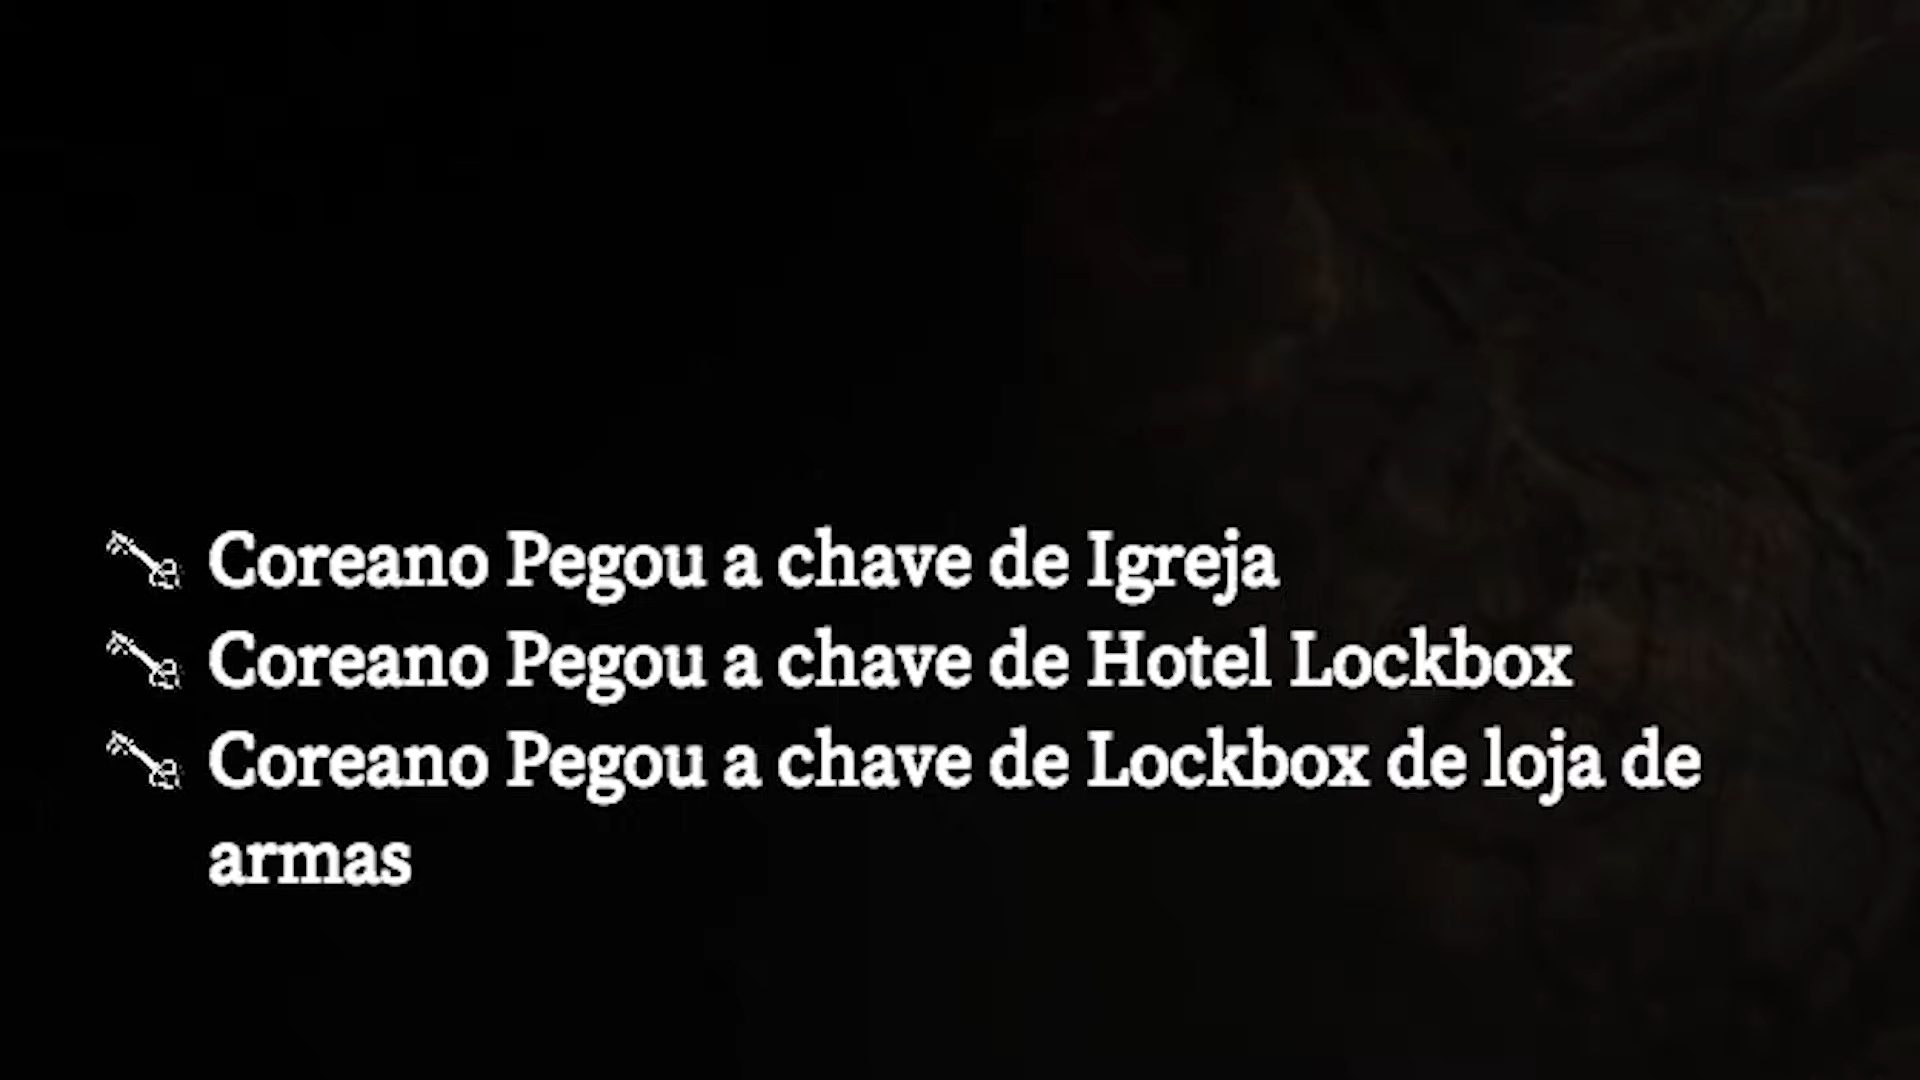 Coreano Pegou a chave de Igreja
Coreano Pegou a chave de Hotel Lockbox
Coreano Pegou a chave de Lockbox de loja de
armas